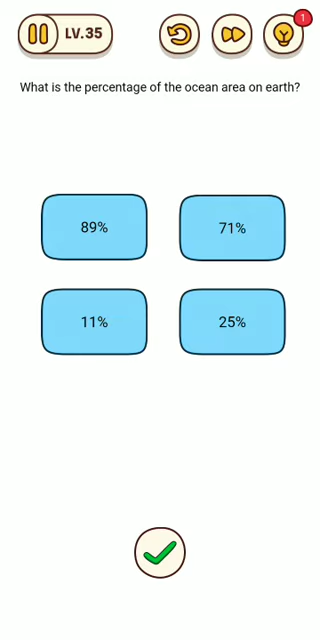 LV.35
1
What is the percentage of the ocean area on earth?
89%
71%
11%
25%